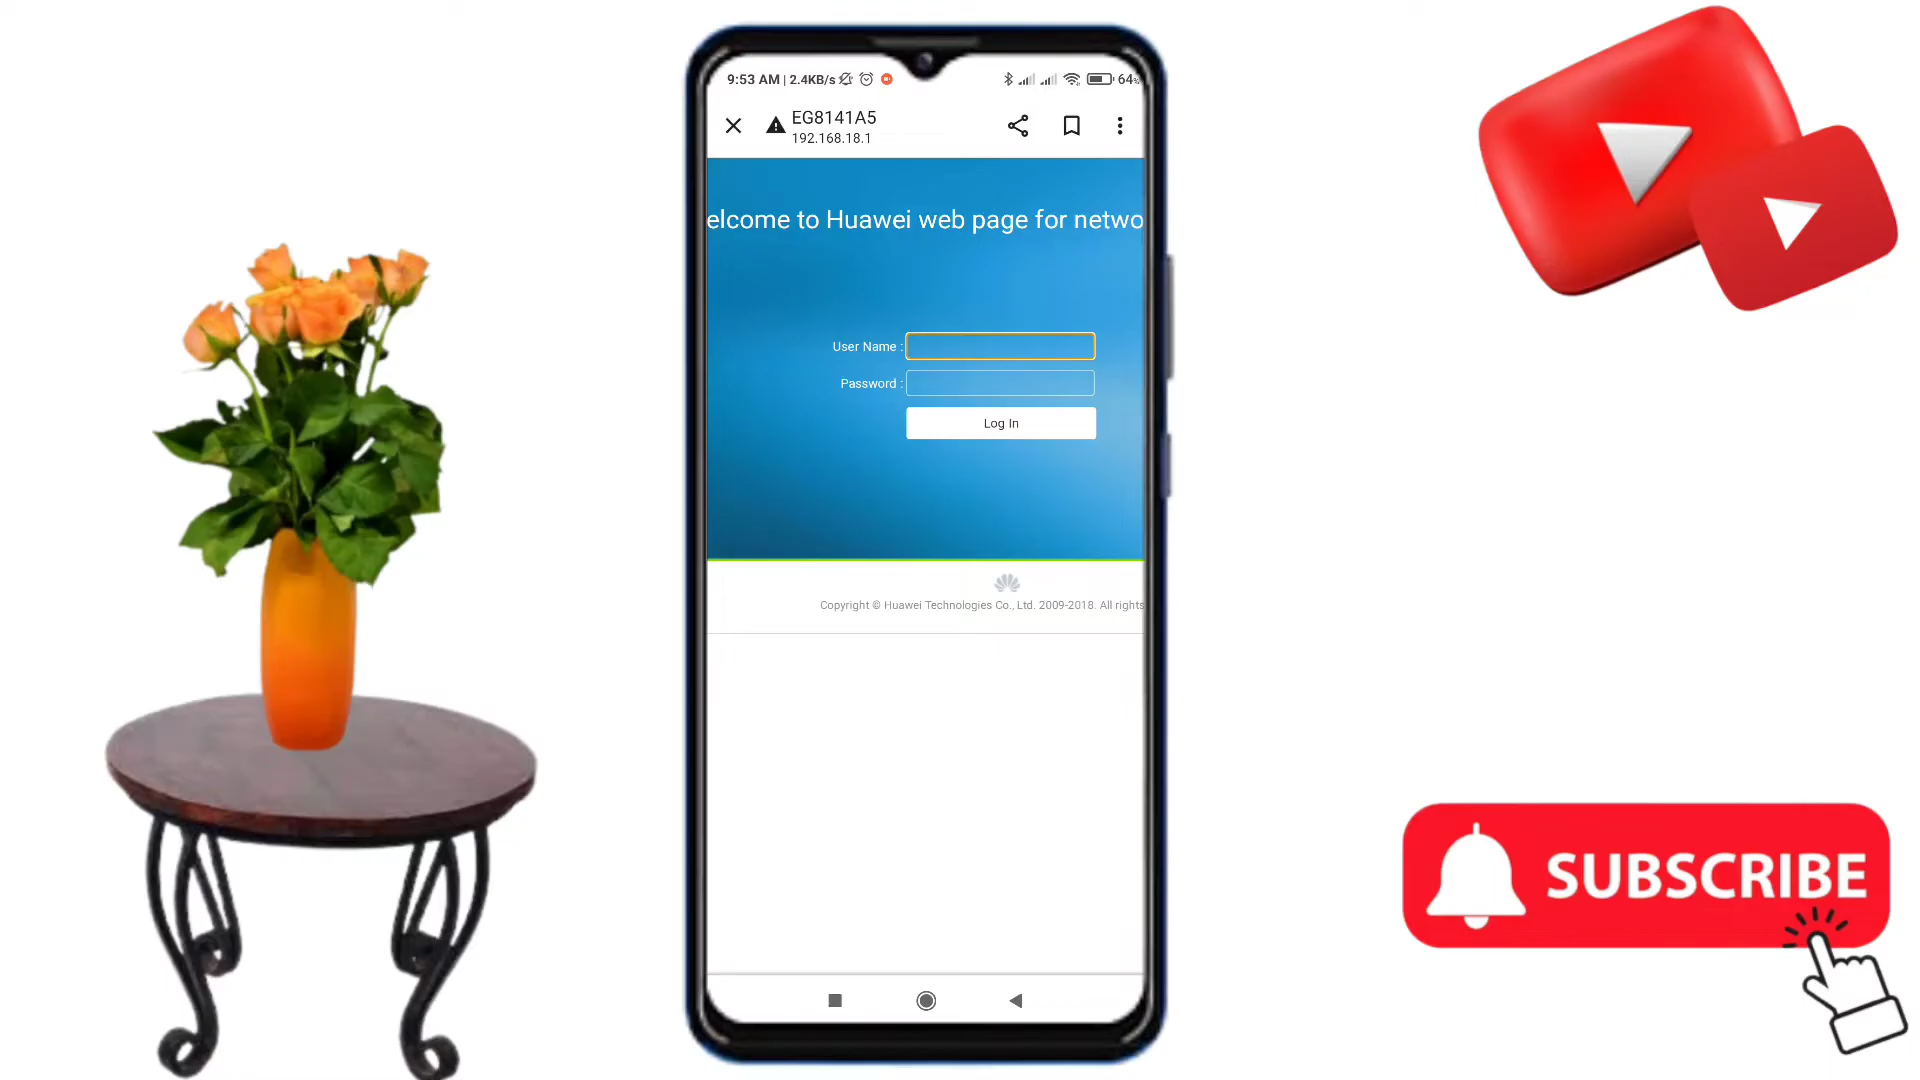 9:53 AM | 2.4KB/s
64%
EG8141A5
192.168.18.1
elcome to Huawei web page for netwo
User Name :
Password :
Log In
Copyright © Huawei Technologies Co., Ltd. 2009-2018. All rights
SUBSCRIBE